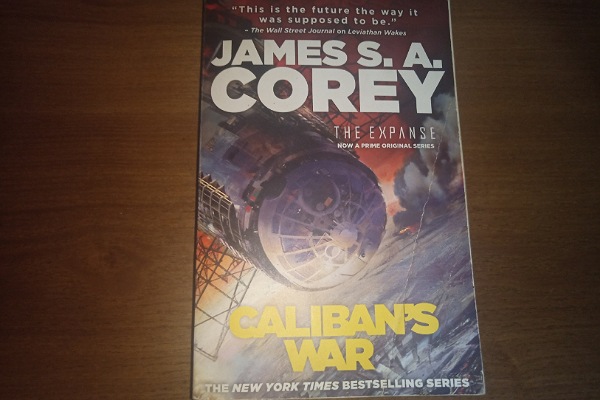 "This is the future the way it
was supposed to be."
– The Wall Street Journal on Leviathan Wakes
JAMES S. A.
COREY
THE EXPANSE
NOW A PRIME ORIGINAL SERIES
CALIBAN'S
WAR
THE NEW YORK TIMES BESTSELLING SERIES